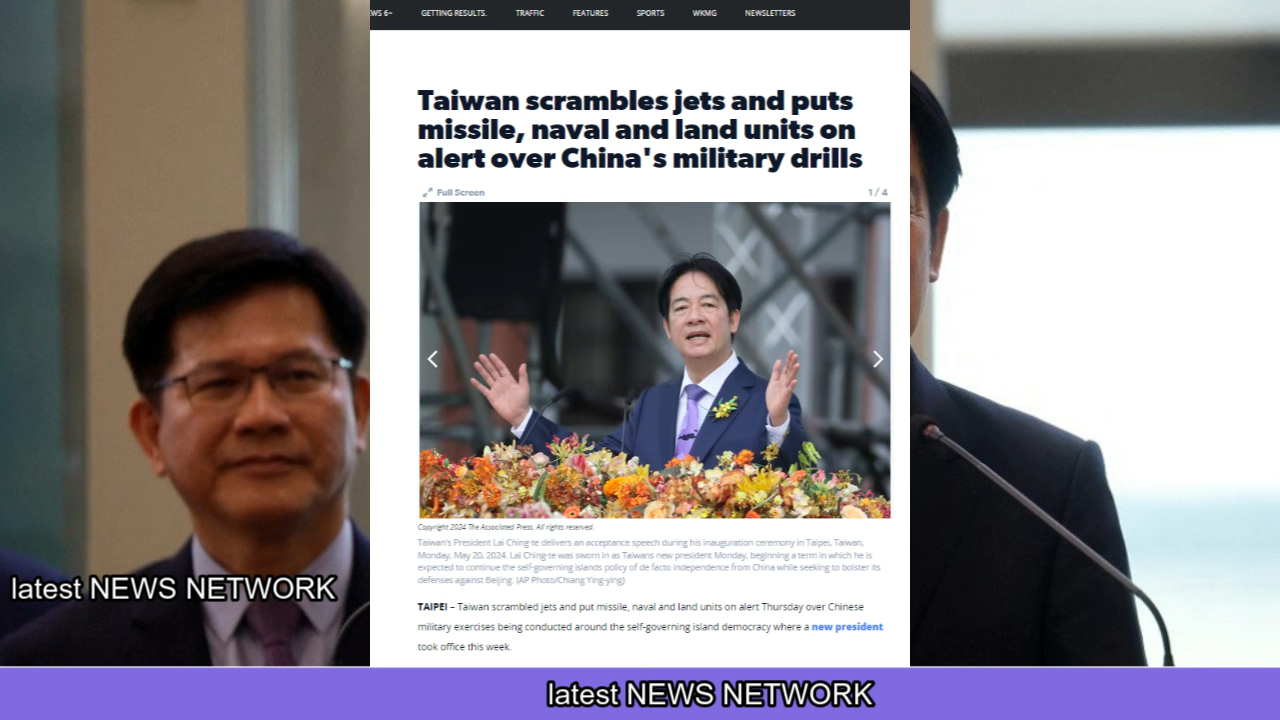 EWS 6+ GETTING RESULTS. TRAFFIC FEATURES SPORTS WKMG NEWSLETTERS
Taiwan scrambles jets and puts
missile, naval and land units on
alert over China's military drills
Full Screen 1 / 4
Copyright 2024 The Associated Press. All rights reserved.
Taiwan's President Lai Ching-te delivers an acceptance speech during his inauguration ceremony in Taipei, Taiwan,
Monday, May 20, 2024. Lai Ching-te was sworn in as Taiwans new president Monday, beginning a term in which he is
expected to continue the self-governing islands policy of de facto independence from China while seeking to bolster its
defenses against Beijing. (AP Photo/Chiang Ying-ying)
TAIPEI – Taiwan scrambled jets and put missile, naval and land units on alert Thursday over Chinese
military exercises being conducted around the self-governing island democracy where a new president
took office this week.
latest NEWS NETWORK
latest NEWS NETWORK